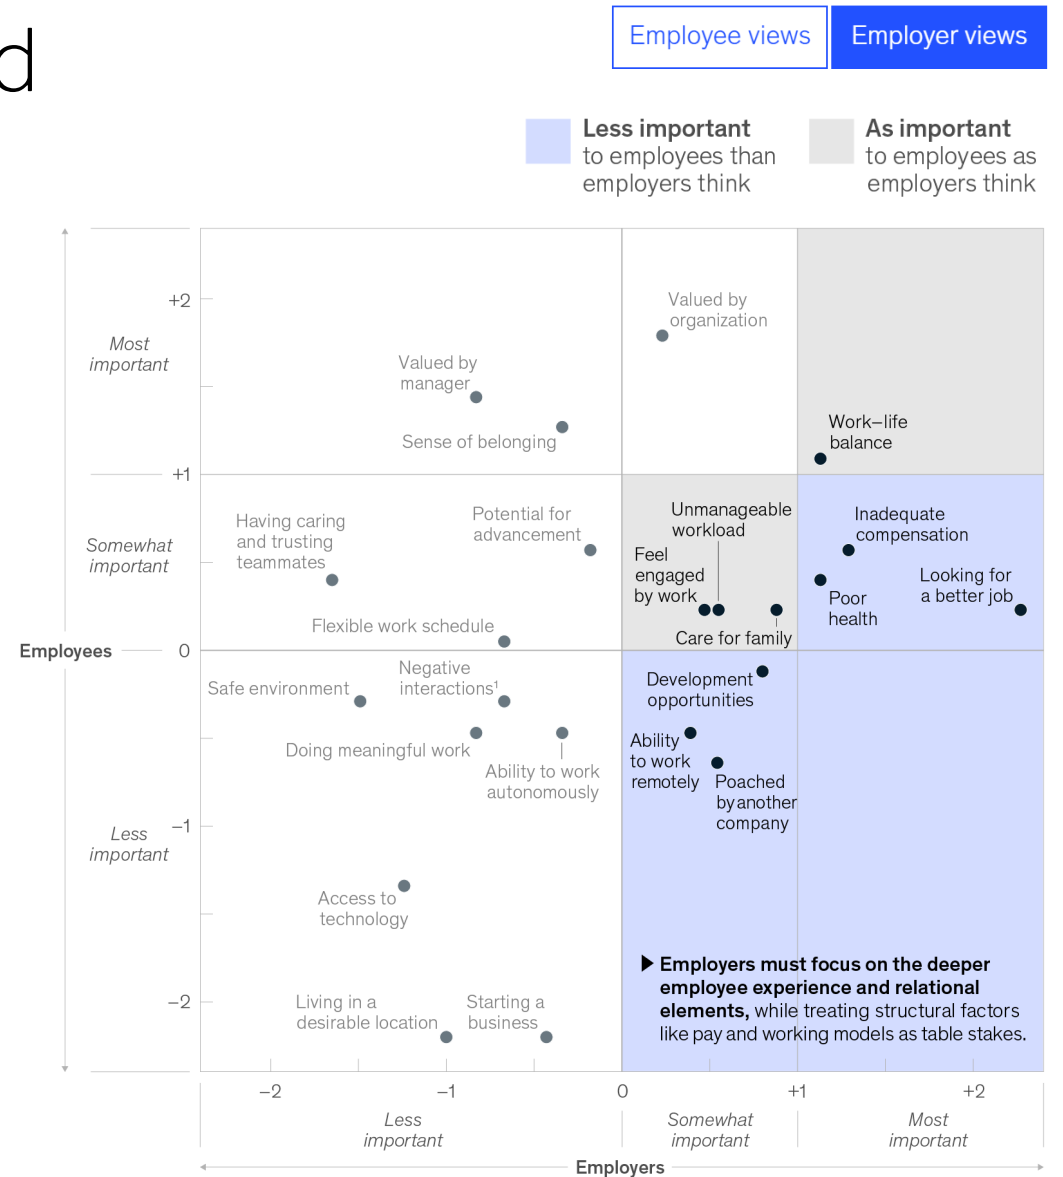 d
Employee views
Employer views
Less important
to employees than
employers think
As important
to employees as
employers think
+2
Most
important
+1
Somewhat
important
Employees
0
−1
Less
important
−2
Valued by
organization
Valued by
manager
Sense of belonging
Work–life
balance
Having caring
and trusting
teammates
Potential for
advancement
Flexible work schedule
Unmanageable
workload
Feel
engaged
by work
Care for family
Inadequate
compensation
Looking for
a better job
Poor
health
Safe environment
Negative
interactions¹
Doing meaningful work
Ability to work
autonomously
Development
opportunities
Ability
to work
remotely
Poached
by another
company
Access to
technology
Living in a
desirable location
Starting a
business
▶ Employers must focus on the deeper
employee experience and relational
elements, while treating structural factors
like pay and working models as table stakes.
−2
−1
0
+1
+2
Less
important
Somewhat
important
Most
important
Employers